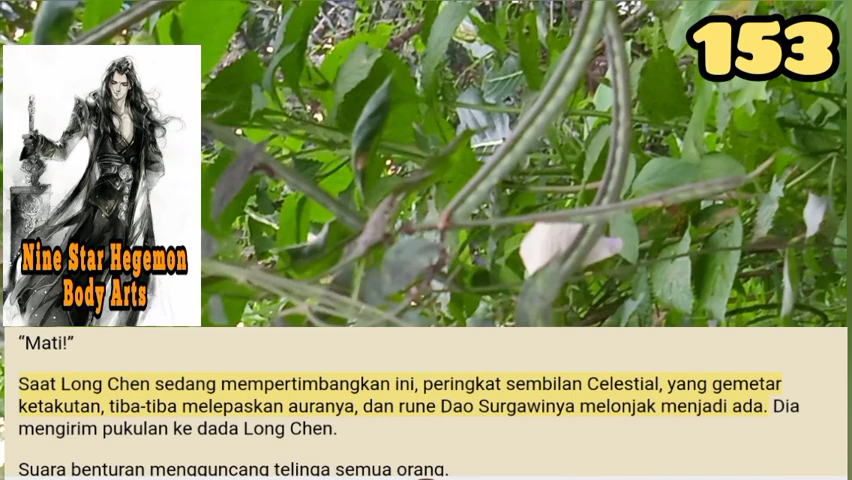 153
Nine Star Hegemon
Body Arts
“Mati!”
Saat Long Chen sedang mempertimbangkan ini, peringkat sembilan Celestial, yang gemetar
ketakutan, tiba-tiba melepaskan auranya, dan rune Dao Surgawinya melonjak menjadi ada. Dia
mengirim pukulan ke dada Long Chen.
Suara benturan mengguncang telinga semua orang.